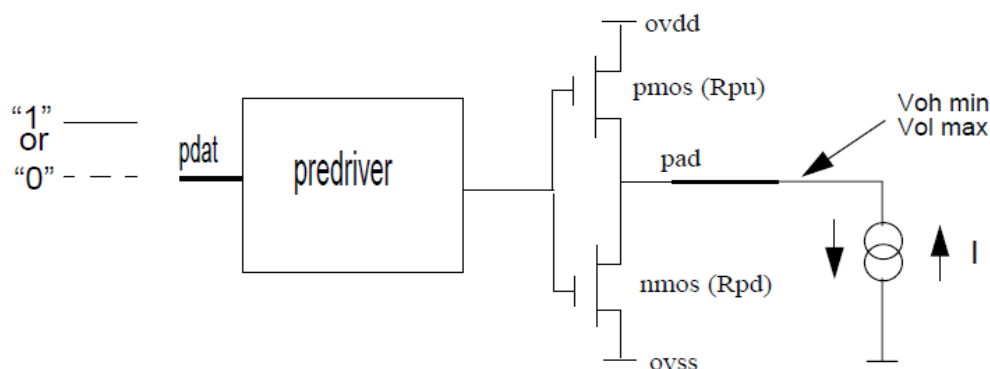 ovdd
"1"
or
"0"
pdat
predriver
pmos (Rpu)
pad
Voh min
Vol max
nmos (Rpd)
I
ovss